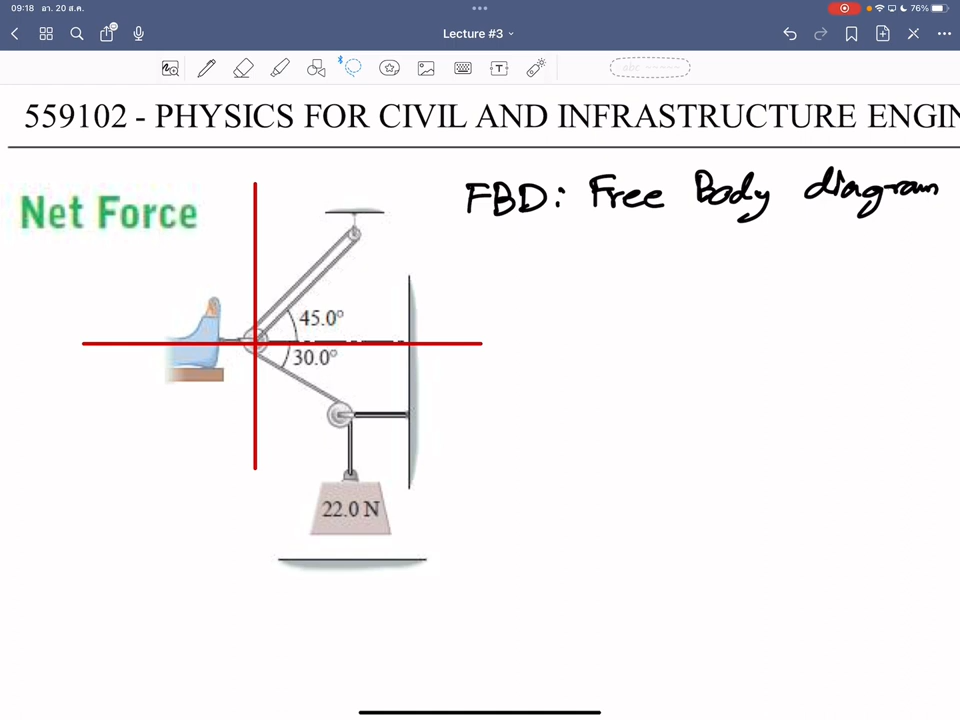 09:18 อา. 20 ส.ค.
76%
Lecture #3
559102 - PHYSICS FOR CIVIL AND INFRASTRUCTURE ENGIN
Net Force
FBD: Free Body diagram
45.0°
30.0°
22.0 N